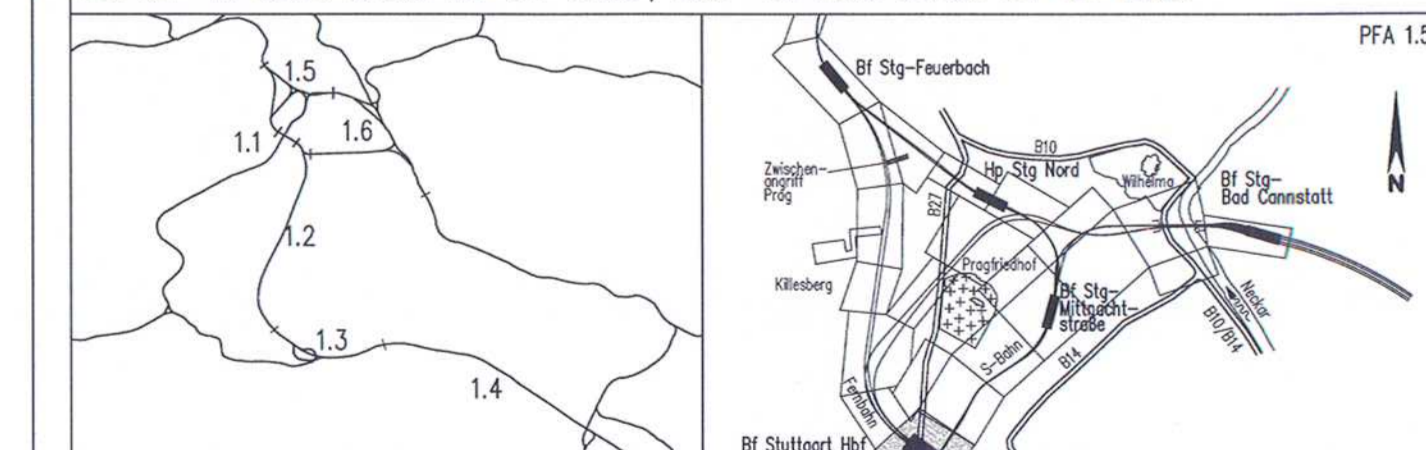 1.5
1.1
1.6
1.2
1.3
1.4
PFA 1.5
Bf Stg-Feuerbach
B10
Zwischen-
angriff
Prag
Hp Stg Nord
Wilhelma
Bf Stg-
Bad Cannstatt
B27
Pragfriedhof
Killesberg
Bf Stg-
Mittnacht-
straße
Neckar
B10/B14
S-Bahn
B14
Fernbahn
Bf Stuttgart Hbf
N